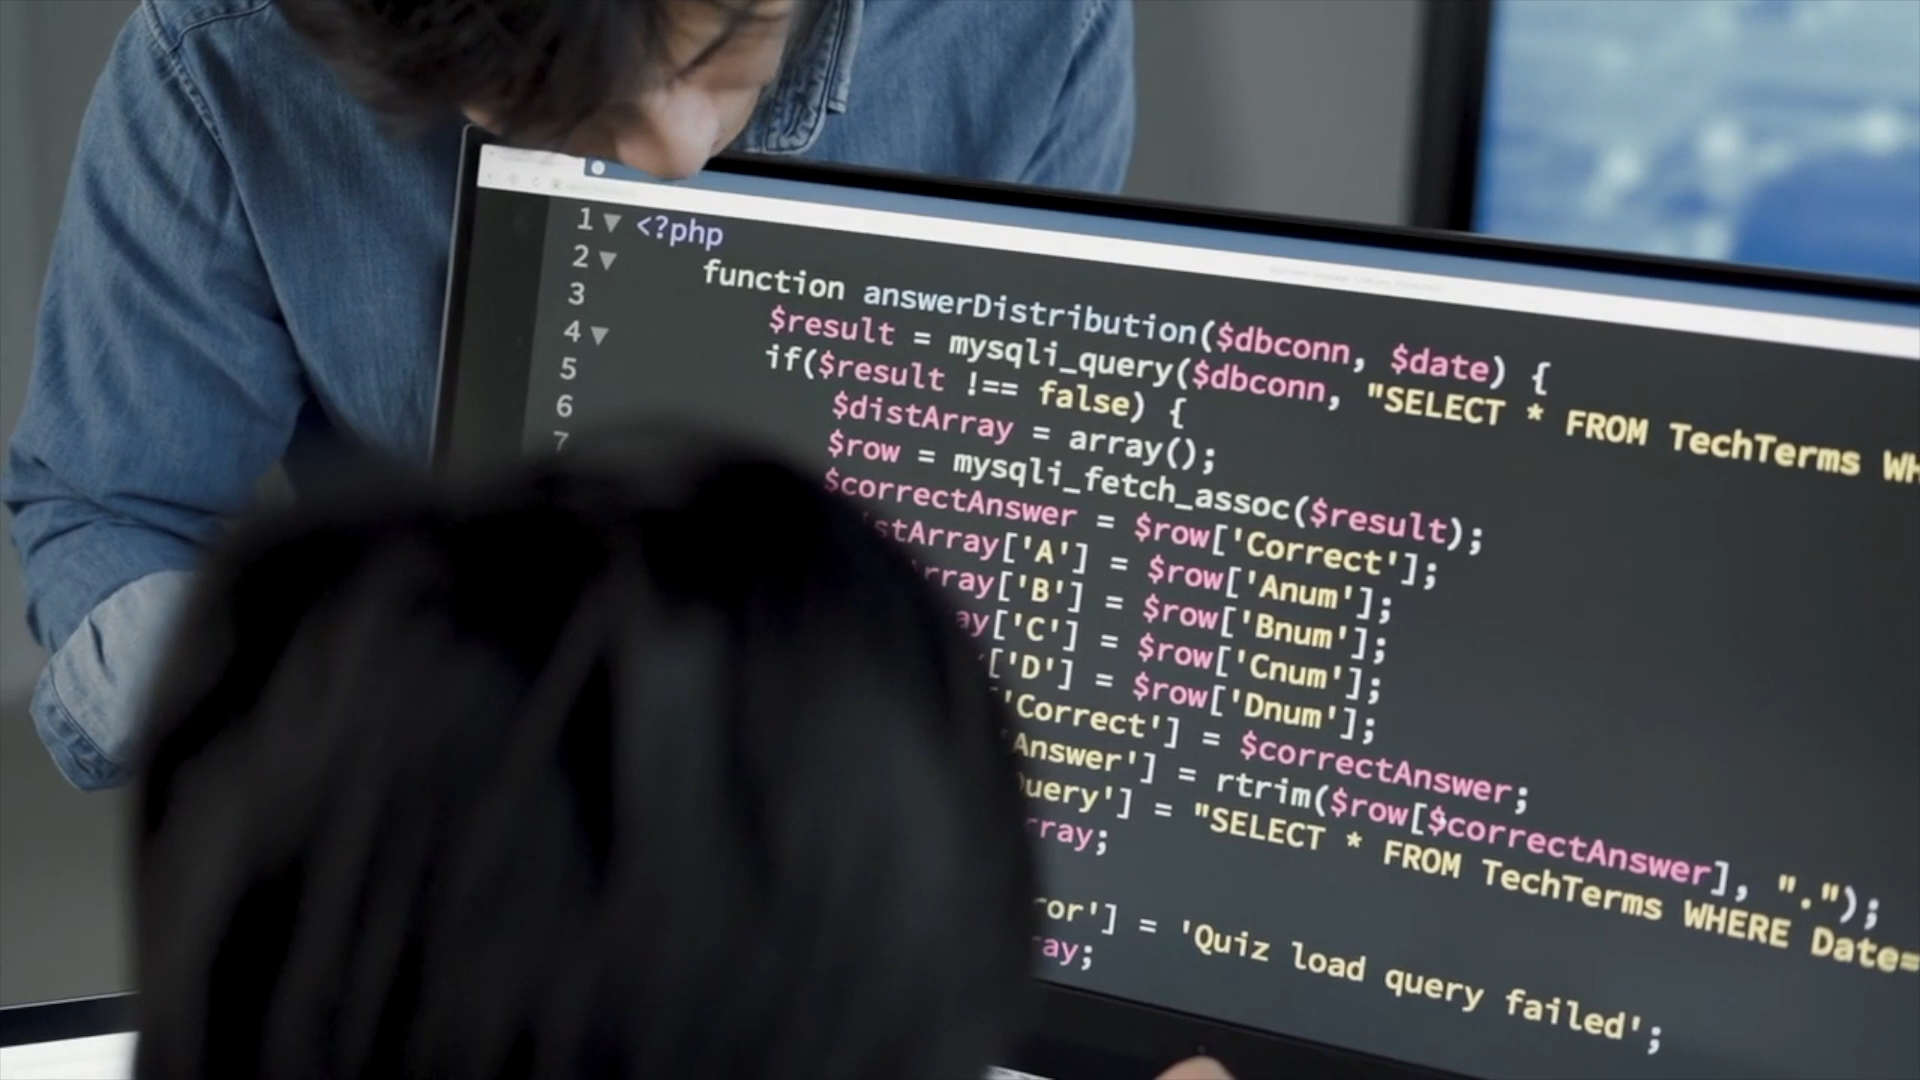 1 <?php
2 function answerDistribution($dbconn, $date) {
3 $result = mysqli_query($dbconn, "SELECT * FROM TechTerms WH
4 if($result !== false) {
5 $distArray = array();
6 $row = mysqli_fetch_assoc($result);
7 $correctAnswer = $row['Correct'];
stArray['A'] = $row['Anum'];
rray['B'] = $row['Bnum'];
ay['C'] = $row['Cnum'];
['D'] = $row['Dnum'];
'Correct'] = $correctAnswer;
Answer'] = rtrim($row[$correctAnswer], ".");
uery'] = "SELECT * FROM TechTerms WHERE Date=
rray;
ror'] = 'Quiz load query failed';
ray;